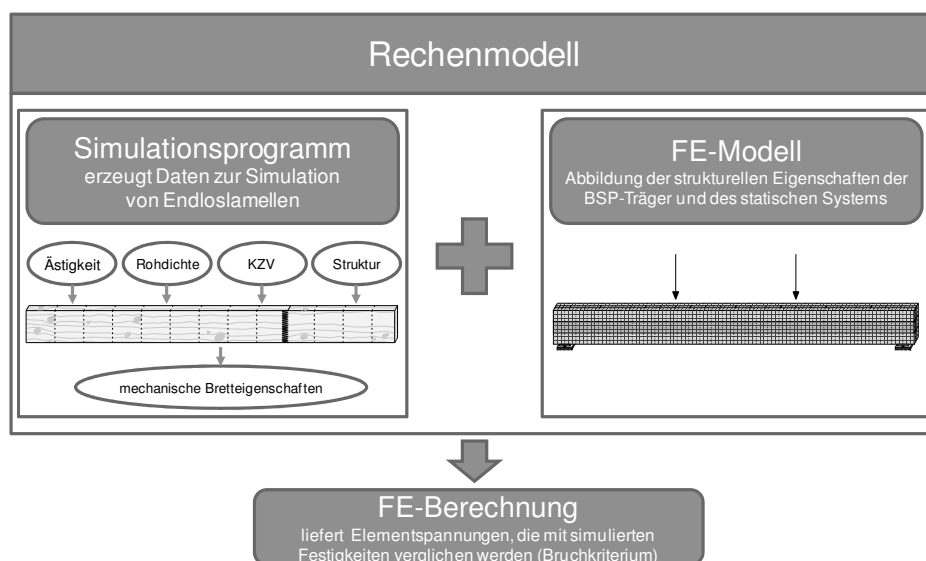 Rechenmodell
Simulationsprogramm
erzeugt Daten zur Simulation
von Endloslamellen
Ästigkeit
Rohdichte
KZV
Struktur
mechanische Bretteigenschaften
FE-Modell
Abbildung der strukturellen Eigenschaften der
BSP-Träger und des statischen Systems
FE-Berechnung
liefert Elementspannungen, die mit simulierten
Festigkeiten verglichen werden (Bruchkriterium)